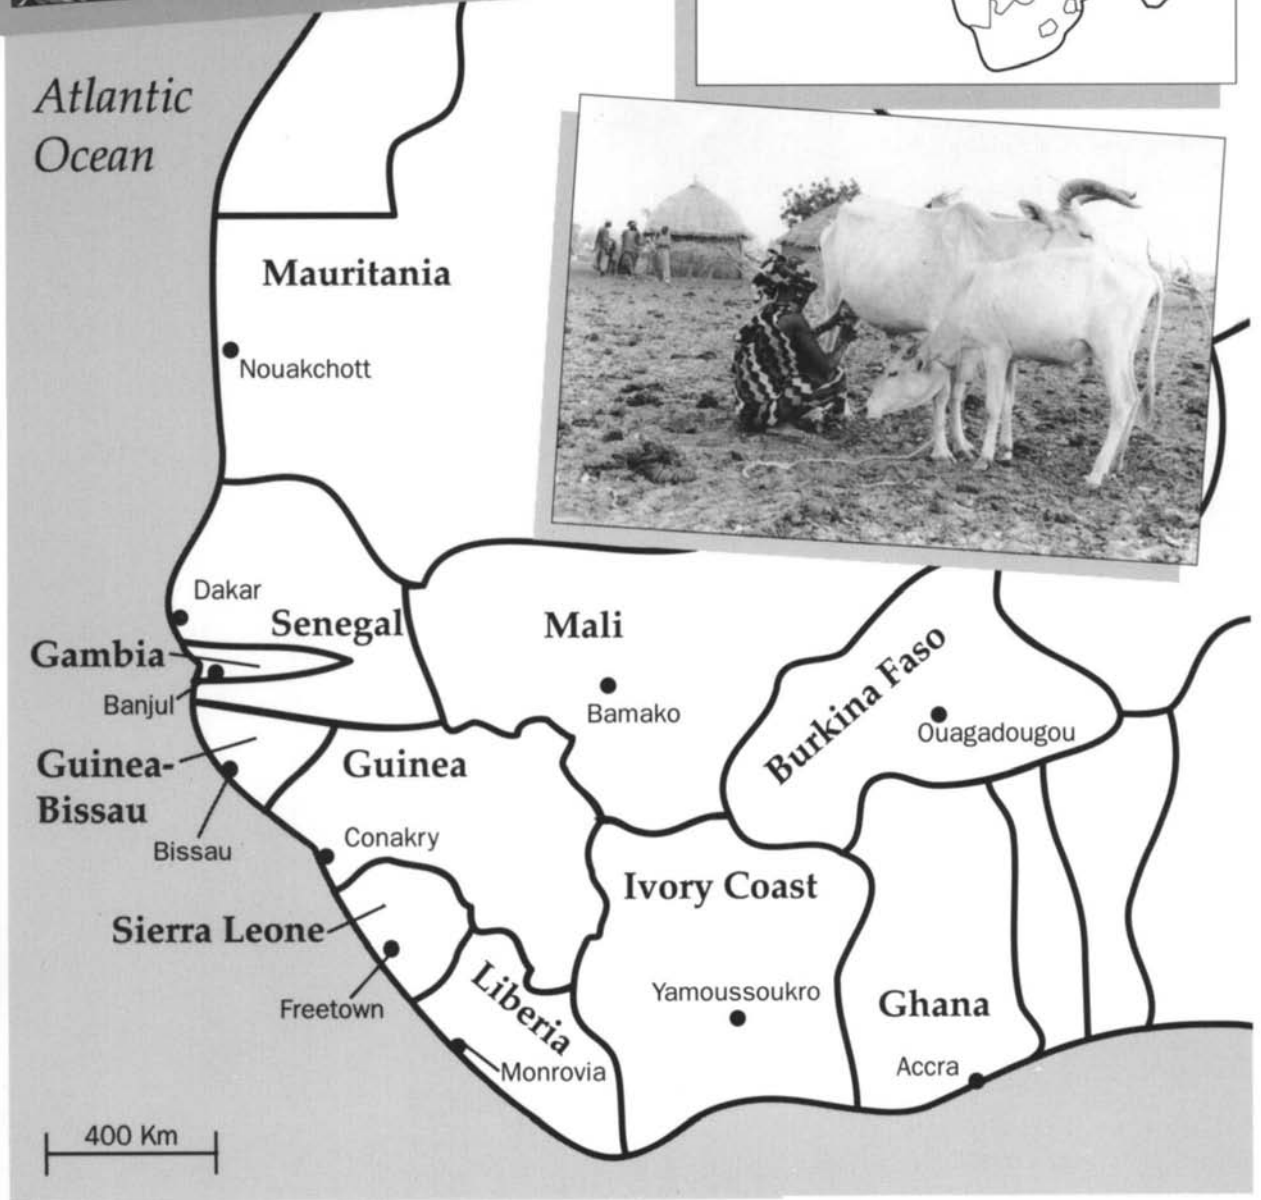 Atlantic
Ocean
Mauritania
Nouakchott
Dakar
Senegal
Mali
Gambia
Banjul
Bamako
Burkina Faso
Ouagadougou
Guinea-
Bissau
Guinea
Bissau
Conakry
Ivory Coast
Sierra Leone
Freetown
Liberia
Yamoussoukro
Ghana
Monrovia
Accra
400 Km